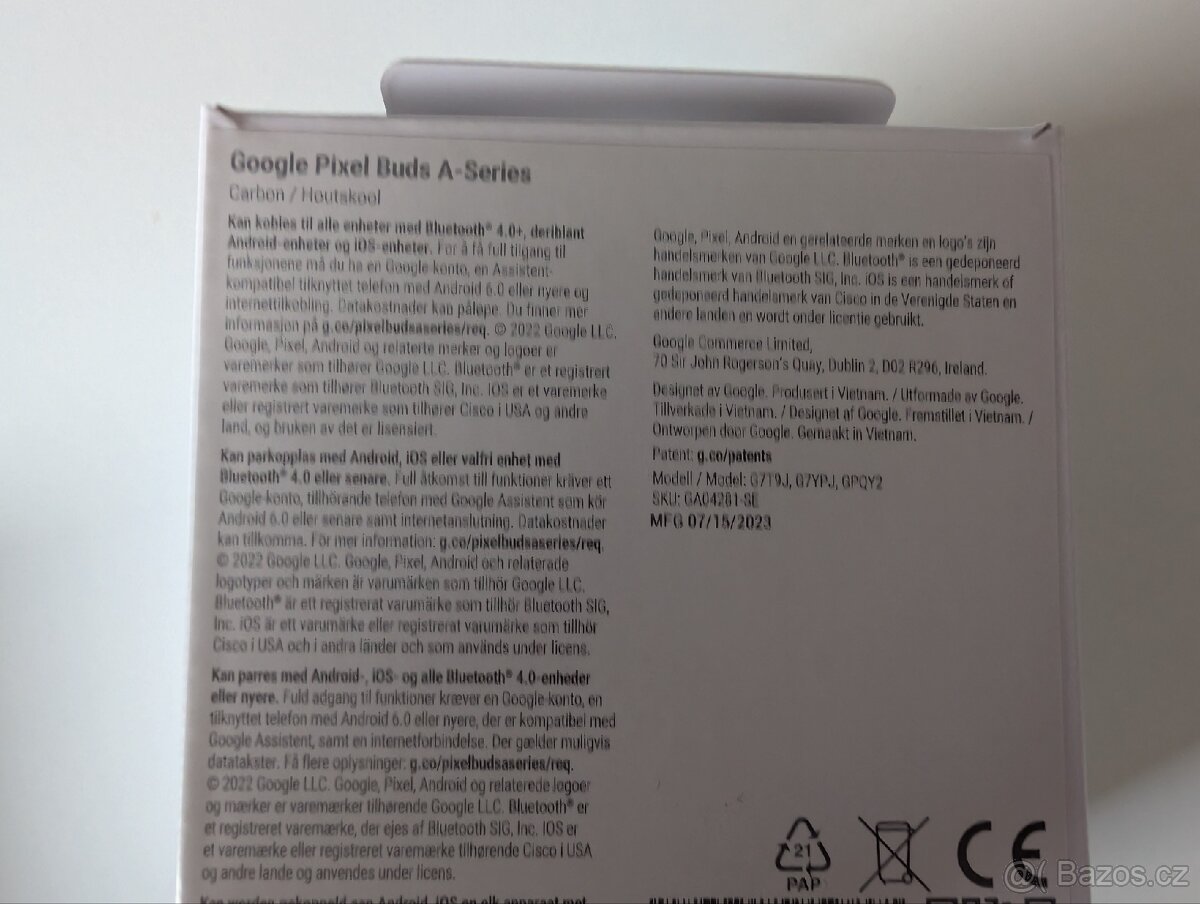 Google Pixel Buds A-Series
Carbon / Houtskool
Kan kobles til alle enheter med Bluetooth® 4.0+, deriblant
Android-enheter og iOS-enheter. For å få full tilgang til
funksjonene må du ha en Google-konto, en Assistent-
kompatibel tilknyttet telefon med Android 6.0 eller nyere og
internettilkobling. Datakostnader kan påløpe. Du finner mer
informasjon på g.co/pixelbudsaseries/req. © 2022 Google LLC.
Google, Pixel, Android og relaterte merker og logoer er
varemerker som tilhører Google LLC. Bluetooth® er et registrert
varemerke som tilhører Bluetooth SIG, Inc. IOS er et varemerke
eller registrert varemerke som tilhører Cisco i USA og andre
land, og bruken av det er lisensiert.
Kan parkopplas med Android, iOS eller valfri enhet med
Bluetooth® 4.0 eller senare. Full åtkomst till funktioner kräver ett
Google-konto, tillhörande telefon med Google Assistent som kör
Android 6.0 eller senare samt internetanslutning. Datakostnader
kan tillkomma. För mer information: g.co/pixelbudsaseries/req.
© 2022 Google LLC. Google, Pixel, Android och relaterade
logotyper och märken är varumärken som tillhör Google LLC.
Bluetooth® är ett registrerat varumärke som tillhör Bluetooth SIG,
Inc. iOS är ett varumärke eller registrerat varumärke som tillhör
Cisco i USA och i andra länder och som används under licens.
Kan parres med Android-, iOS- og alle Bluetooth® 4.0-enheder
eller nyere. Fuld adgang til funktioner kræver en Google-konto, en
tilknyttet telefon med Android 6.0 eller nyere, der er kompatibel med
Google Assistent, samt en internetforbindelse. Der gælder muligvis
datatakster. Få flere oplysninger: g.co/pixelbudsaseries/req.
© 2022 Google LLC. Google, Pixel, Android og relaterede logoer
og mærker er varemærker tilhørende Google LLC. Bluetooth® er
et registreret varemærke, der ejes af Bluetooth SIG, Inc. IOS er
et varemærke eller registreret varemærke tilhørende Cisco i USA
og andre lande og anvendes under licens.
Kan worden gekoppeld aan Android, iOS en elk apparaat met
Google, Pixel, Android en gerelateerde merken en logo's zijn
handelsmerken van Google LLC. Bluetooth® is een gedeponeerd
handelsmerk van Bluetooth SIG, Inc. iOS is een handelsmerk of
gedeponeerd handelsmerk van Cisco in de Verenigde Staten en
andere landen en wordt onder licentie gebruikt.
Google Commerce Limited,
70 Sir John Rogerson's Quay, Dublin 2, D02 R296, Ireland.
Designet av Google. Produsert i Vietnam. / Utformade av Google.
Tillverkade i Vietnam. / Designet af Google. Fremstillet i Vietnam. /
Ontworpen door Google. Gemaakt in Vietnam.
Patent: g.co/patents
Modell / Model: G7T9J, G7YPJ, GPQY2
SKU: GA04281-SE
MFG 07/15/2023
21
PAP
CE
Bazos.cz